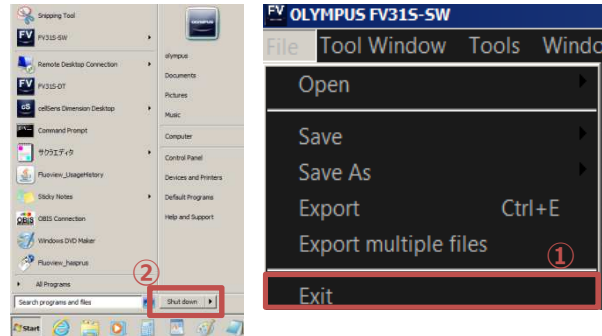 Snipping Tool
FV31S-SW
Remote Desktop Connection
FV31S-DT
cellSens Dimension Desktop
Command Prompt
サクラエディタ
Fluoview_UsageHistory
Sticky Notes
OBIS Connection
Windows DVD Maker
Fluoview_haaprus
All Programs
Search programs and files
Start
OLYMPUS
olympus
Documents
Pictures
Music
Computer
Control Panel
Devices and Printers
Default Programs
Help and Support
②
Shut down
FV OLYMPUS FV31S-SW
File Tool Window Tools Windo
Open
Save
Save As
Export Ctrl+E
Export multiple files
①
Exit